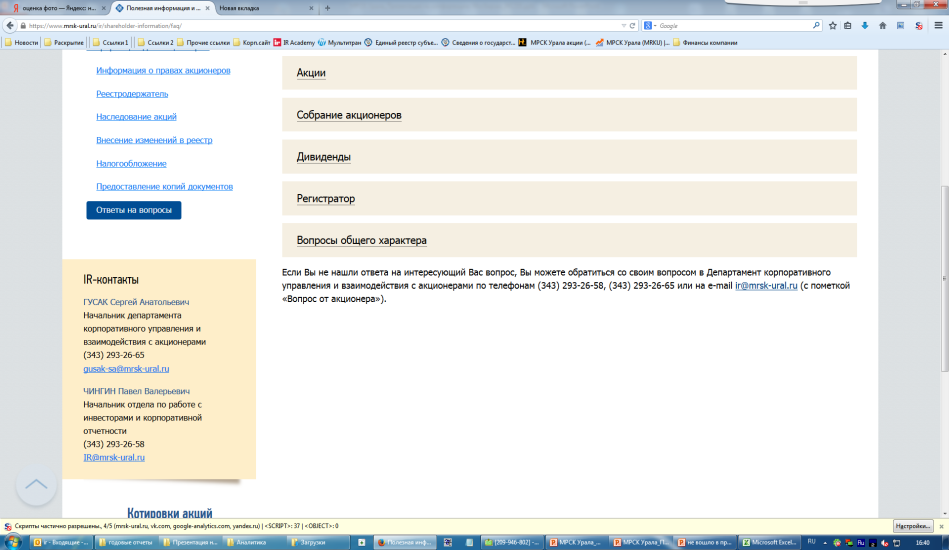 оценка фото — Яндекс: н...
Полезная информация и ...
Новая вкладка
https://www.mrsk-ural.ru/ir/shareholder-information/faq/
Google
Новости
Раскрытие
Ссылки 1
Ссылки 2
Прочие ссылки
Корп.сайт
IR Academy
Мультитран
Единый реестр субъе...
Сведения о государст...
МРСК Урала акции (...
МРСК Урала (MRKU) |...
Финансы компании
Информация о правах акционеров
Реестродержатель
Наследование акций
Внесение изменений в реестр
Налогообложение
Предоставление копий документов
Ответы на вопросы
Акции
Собрание акционеров
Дивиденды
Регистратор
Вопросы общего характера
Если Вы не нашли ответа на интересующий Вас вопрос, Вы можете обратиться со своим вопросом в Департамент корпоративного
управления и взаимодействия с акционерами по телефонам (343) 293-26-58, (343) 293-26-65 или на e-mail ir@mrsk-ural.ru (с пометкой
«Вопрос от акционера»).
IR-контакты
ГУСАК Сергей Анатольевич
Начальник департамента
корпоративного управления и
взаимодействия с акционерами
(343) 293-26-65
gusak-sa@mrsk-ural.ru
ЧИНГИН Павел Валерьевич
Начальник отдела по работе с
инвесторами и корпоративной
отчетности
(343) 293-26-58
IR@mrsk-ural.ru
Котировки акций
Скрипты частично разрешены., 4/5 (mrsk-ural.ru, vk.com, google-analytics.com, yandex.ru) | <SCRIPT>: 37 | <OBJECT>: 0
Настройки...
ir - Входящие -...
годовые отчеты
Презентация н...
Аналитика
Загрузки
Полезная инф...
[209-946-802] -...
МРСК Урала_...
МРСК Урала_П...
не вошло в пр...
Microsoft Excel...
RU
16:40